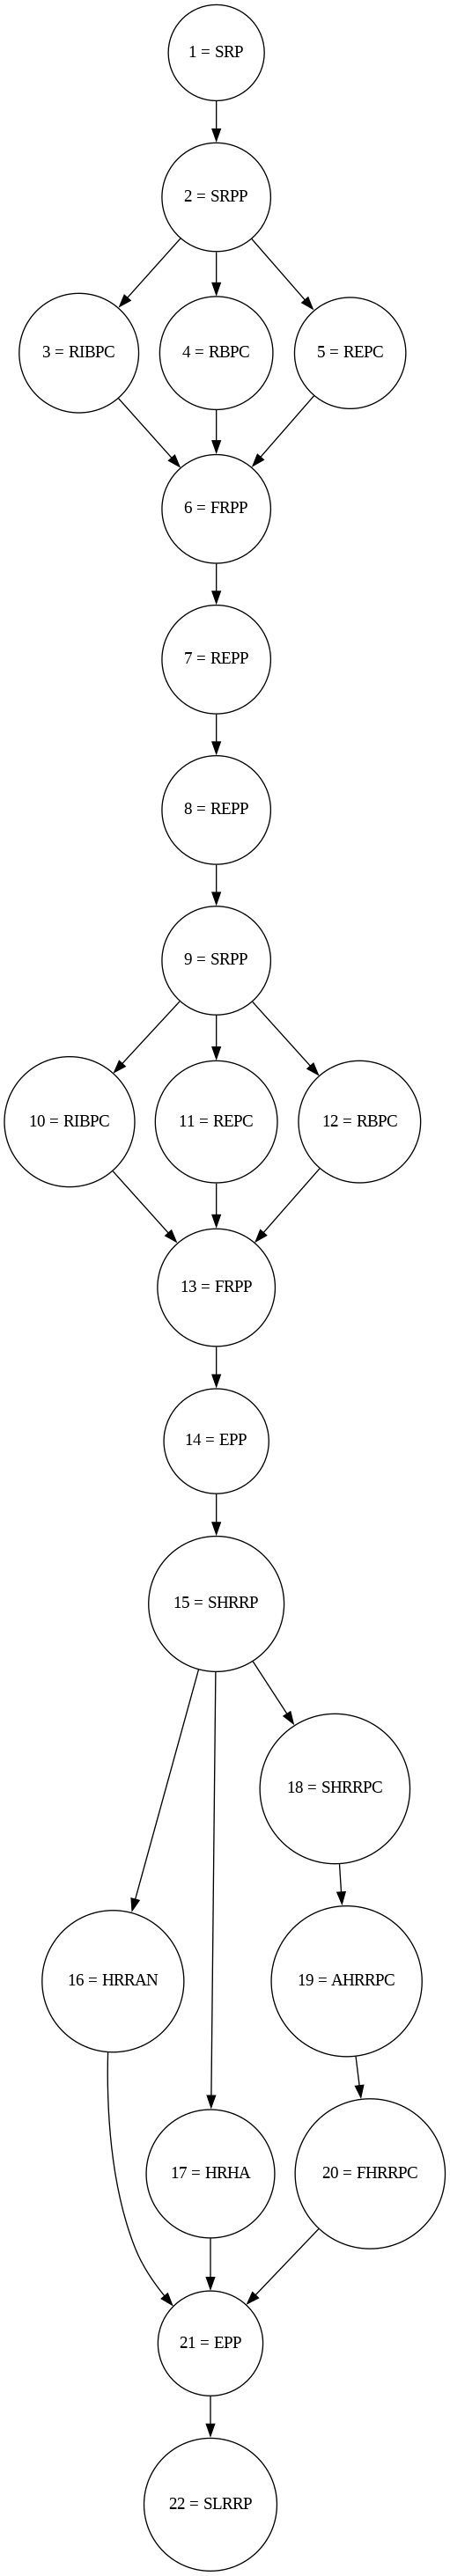 1 = SRP
2 = SRPP
3 = RIBPC
4 = RBPC
5 = REPC
6 = FRPP
7 = REPP
8 = REPP
9 = SRPP
10 = RIBPC
11 = REPC
12 = RBPC
13 = FRPP
14 = EPP
15 = SHRRP
18 = SHRRPC
16 = HRRAN
19 = AHRRPC
17 = HRHA
20 = FHRRPC
21 = EPP
22 = SLRRP